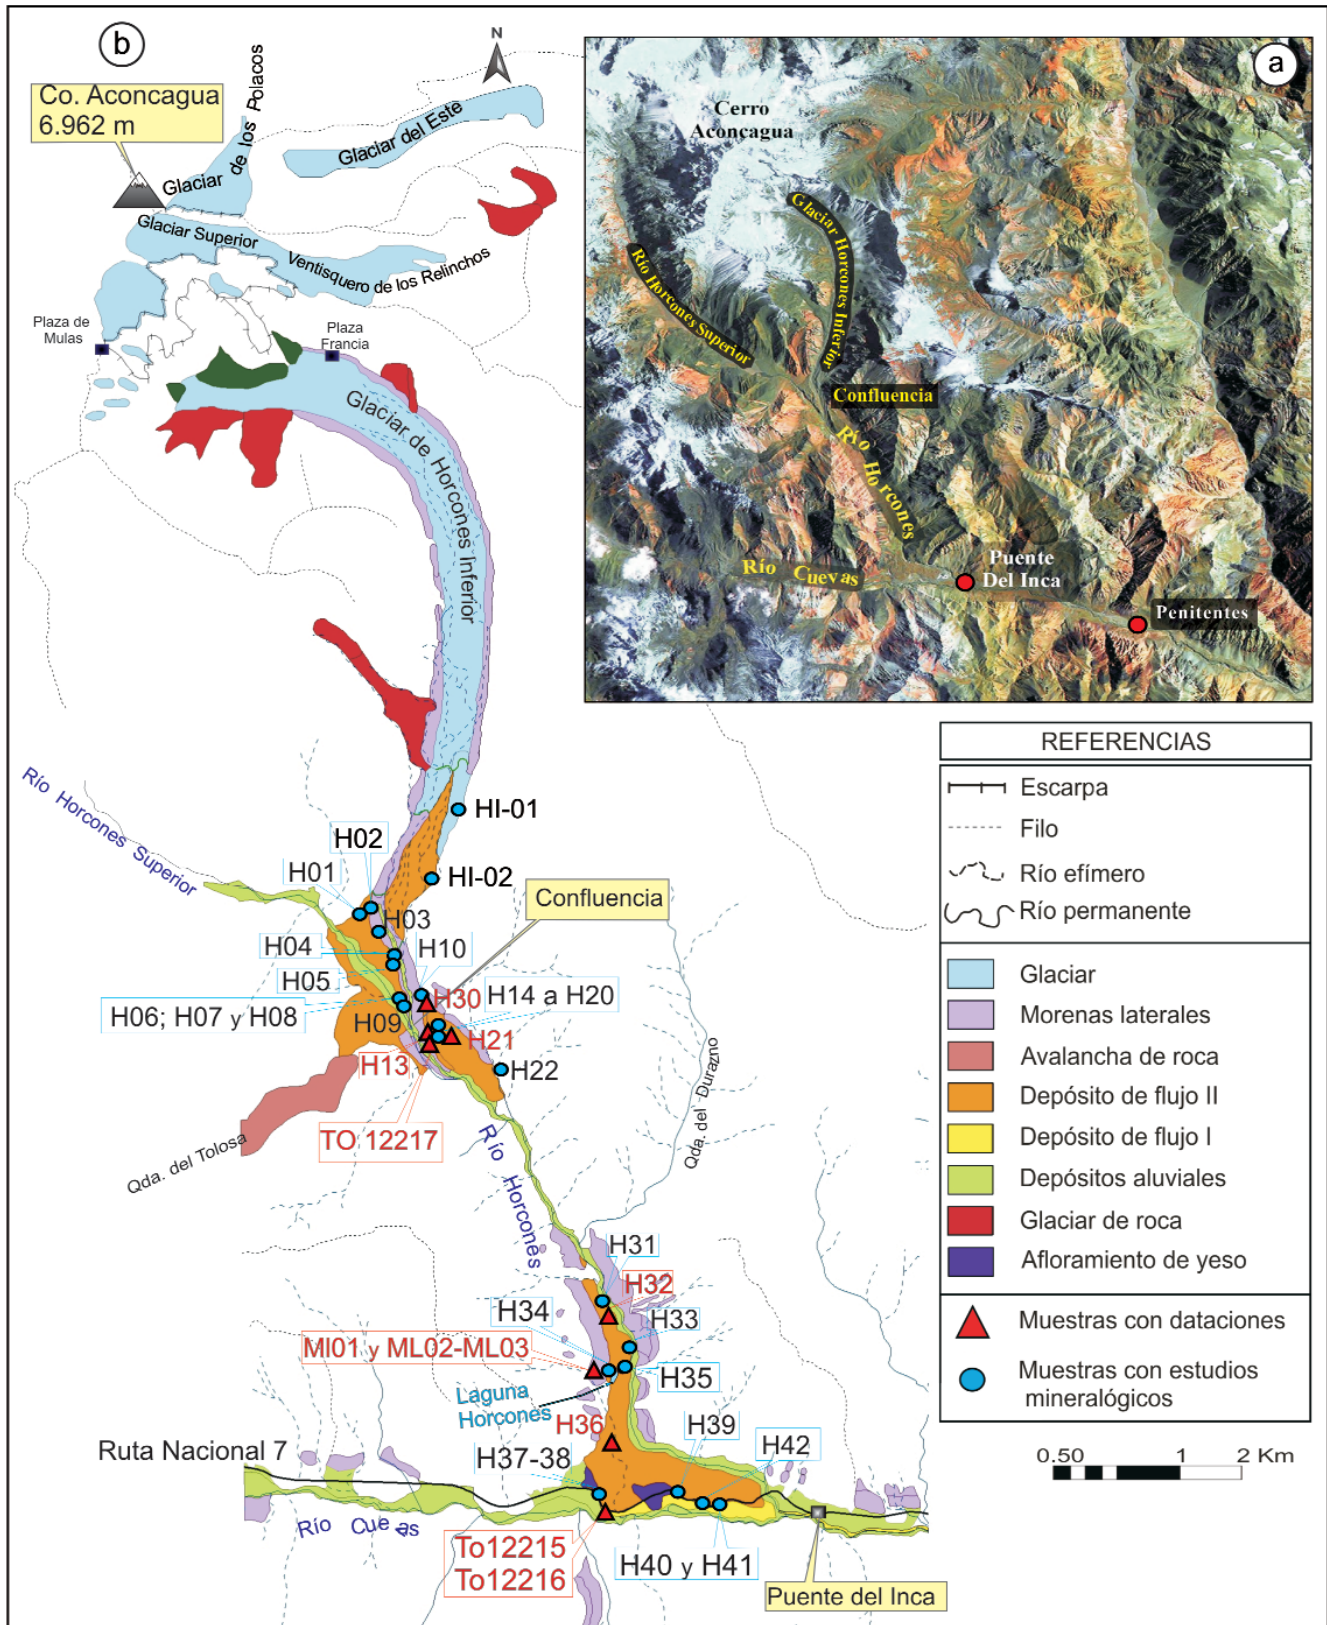 b
N
Co. Aconcagua
6.962 m
Glaciar de los Polacos
Glaciar del Este
Glaciar Superior
Ventisquero de los Relinchos
Plaza de
Mulas
Plaza
Francia
Glaciar de Horcones Inferior
a
Cerro
Aconcagua
Glaciar Horcones Inferior
Río Horcones Superior
Confluencia
Río Horcones
Río Cuevas
Puente
Del Inca
Penitentes
Río Horcones Superior
HI-01
H02
H01
HI-02
Confluencia
H03
H04
H10
H05
H30
H14 a H20
H06; H07 y H08
H09
H21
H13
H22
TO 12217
Qda. del Tolosa
Río Horcones
Qda. del Durazno
H31
H32
H34
H33
MI01 y ML02-ML03
H35
Laguna
Horcones
H36
H39
H42
Ruta Nacional 7
H37-38
Río Cuevas
To12215
To12216
H40 y H41
Puente del Inca
REFERENCIAS
Escarpa
Filo
Río efímero
Río permanente
Glaciar
Morenas laterales
Avalancha de roca
Depósito de flujo II
Depósito de flujo I
Depósitos aluviales
Glaciar de roca
Afloramiento de yeso
Muestras con dataciones
Muestras con estudios
mineralógicos
0.50 1 2 Km